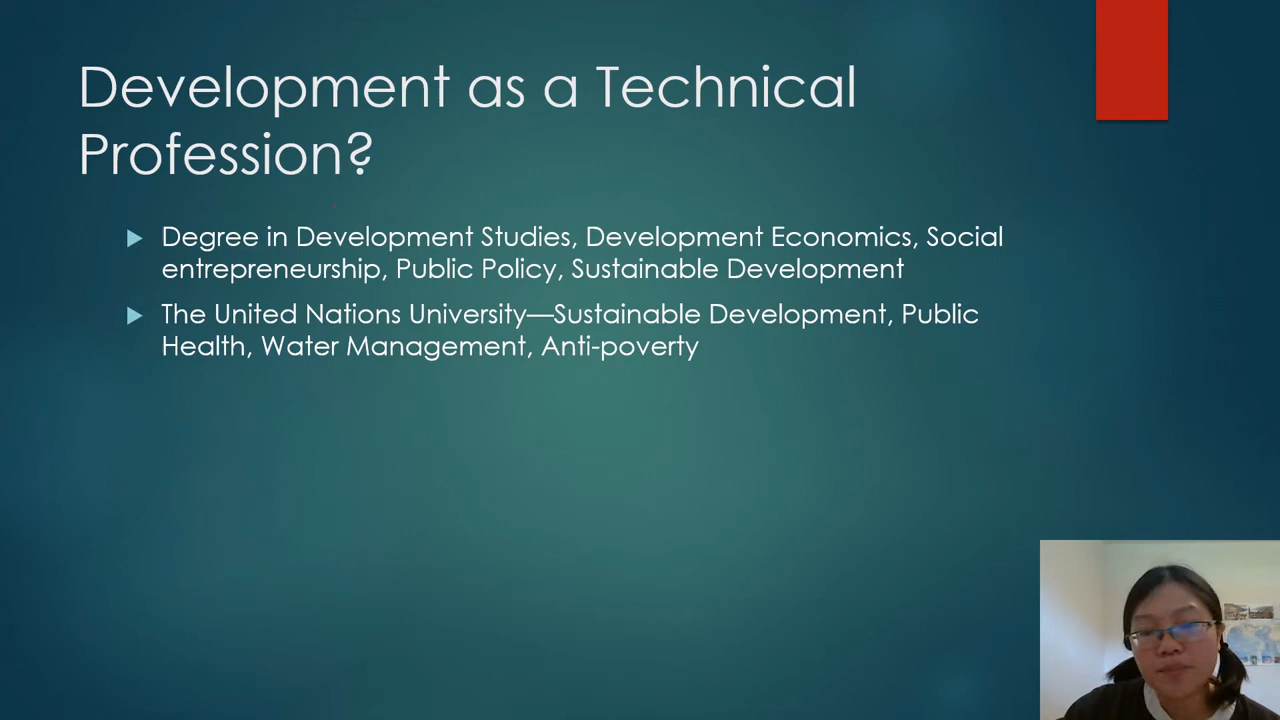 Development as a Technical
Profession?
Degree in Development Studies, Development Economics, Social
entrepreneurship, Public Policy, Sustainable Development
The United Nations University—Sustainable Development, Public
Health, Water Management, Anti-poverty